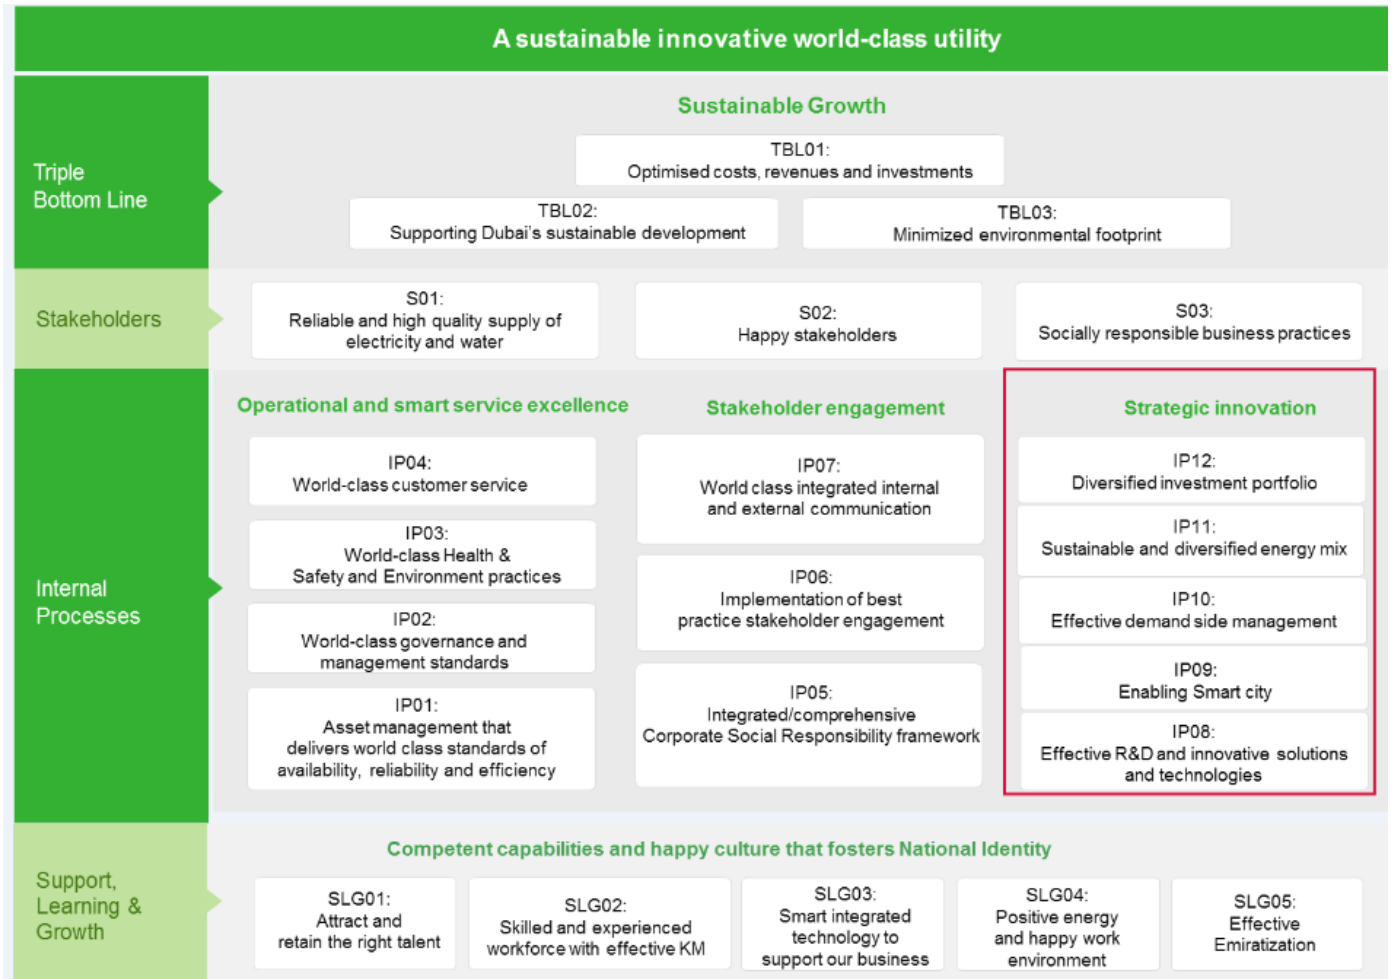 A sustainable innovative world-class utility
Triple
Bottom Line
Sustainable Growth
TBL01:
Optimised costs, revenues and investments
TBL02:
Supporting Dubai's sustainable development
TBL03:
Minimized environmental footprint
Stakeholders
S01:
Reliable and high quality supply of
electricity and water
S02:
Happy stakeholders
S03:
Socially responsible business practices
Internal
Processes
Operational and smart service excellence
IP04:
World-class customer service
IP03:
World-class Health &
Safety and Environment practices
IP02:
World-class governance and
management standards
IP01:
Asset management that
delivers world class standards of
availability, reliability and efficiency
Stakeholder engagement
IP07:
World class integrated internal
and external communication
IP06:
Implementation of best
practice stakeholder engagement
IP05:
Integrated/comprehensive
Corporate Social Responsibility framework
Strategic innovation
IP12:
Diversified investment portfolio
IP11:
Sustainable and diversified energy mix
IP10:
Effective demand side management
IP09:
Enabling Smart city
IP08:
Effective R&D and innovative solutions
and technologies
Support,
Learning &
Growth
Competent capabilities and happy culture that fosters National Identity
SLG01:
Attract and
retain the right talent
SLG02:
Skilled and experienced
workforce with effective KM
SLG03:
Smart integrated
technology to
support our business
SLG04:
Positive energy
and happy work
environment
SLG05:
Effective
Emiratization